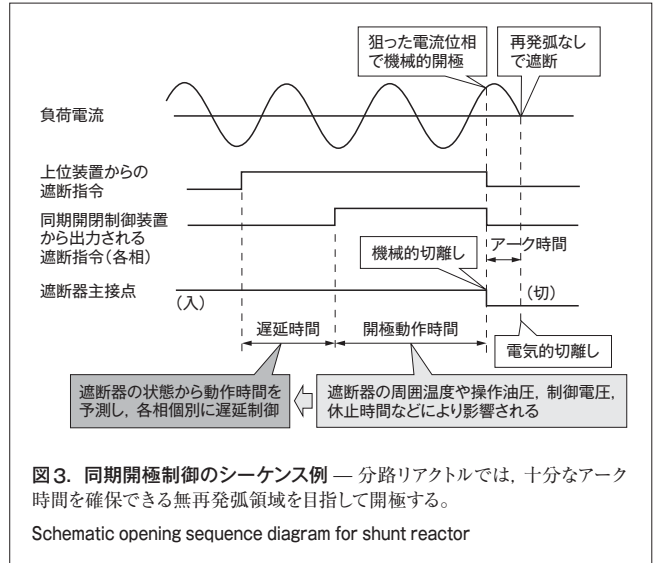 狙った電流位相
で機械的開極
再発弧なし
で遮断
負荷電流
上位装置からの
遮断指令
同期開閉制御装置
から出力される
遮断指令(各相)
アーク時間
機械的切離し
遮断器主接点
(入)
(切)
遅延時間
開極動作時間
電気的切離し
遮断器の状態から動作時間を
予測し，各相個別に遅延制御
遮断器の周囲温度や操作油圧，制御電圧，
休止時間などにより影響される
図3．同期開極制御のシーケンス例 — 分路リアクトルでは，十分なアーク
時間を確保できる無再発弧領域を目指して開極する。
Schematic opening sequence diagram for shunt reactor